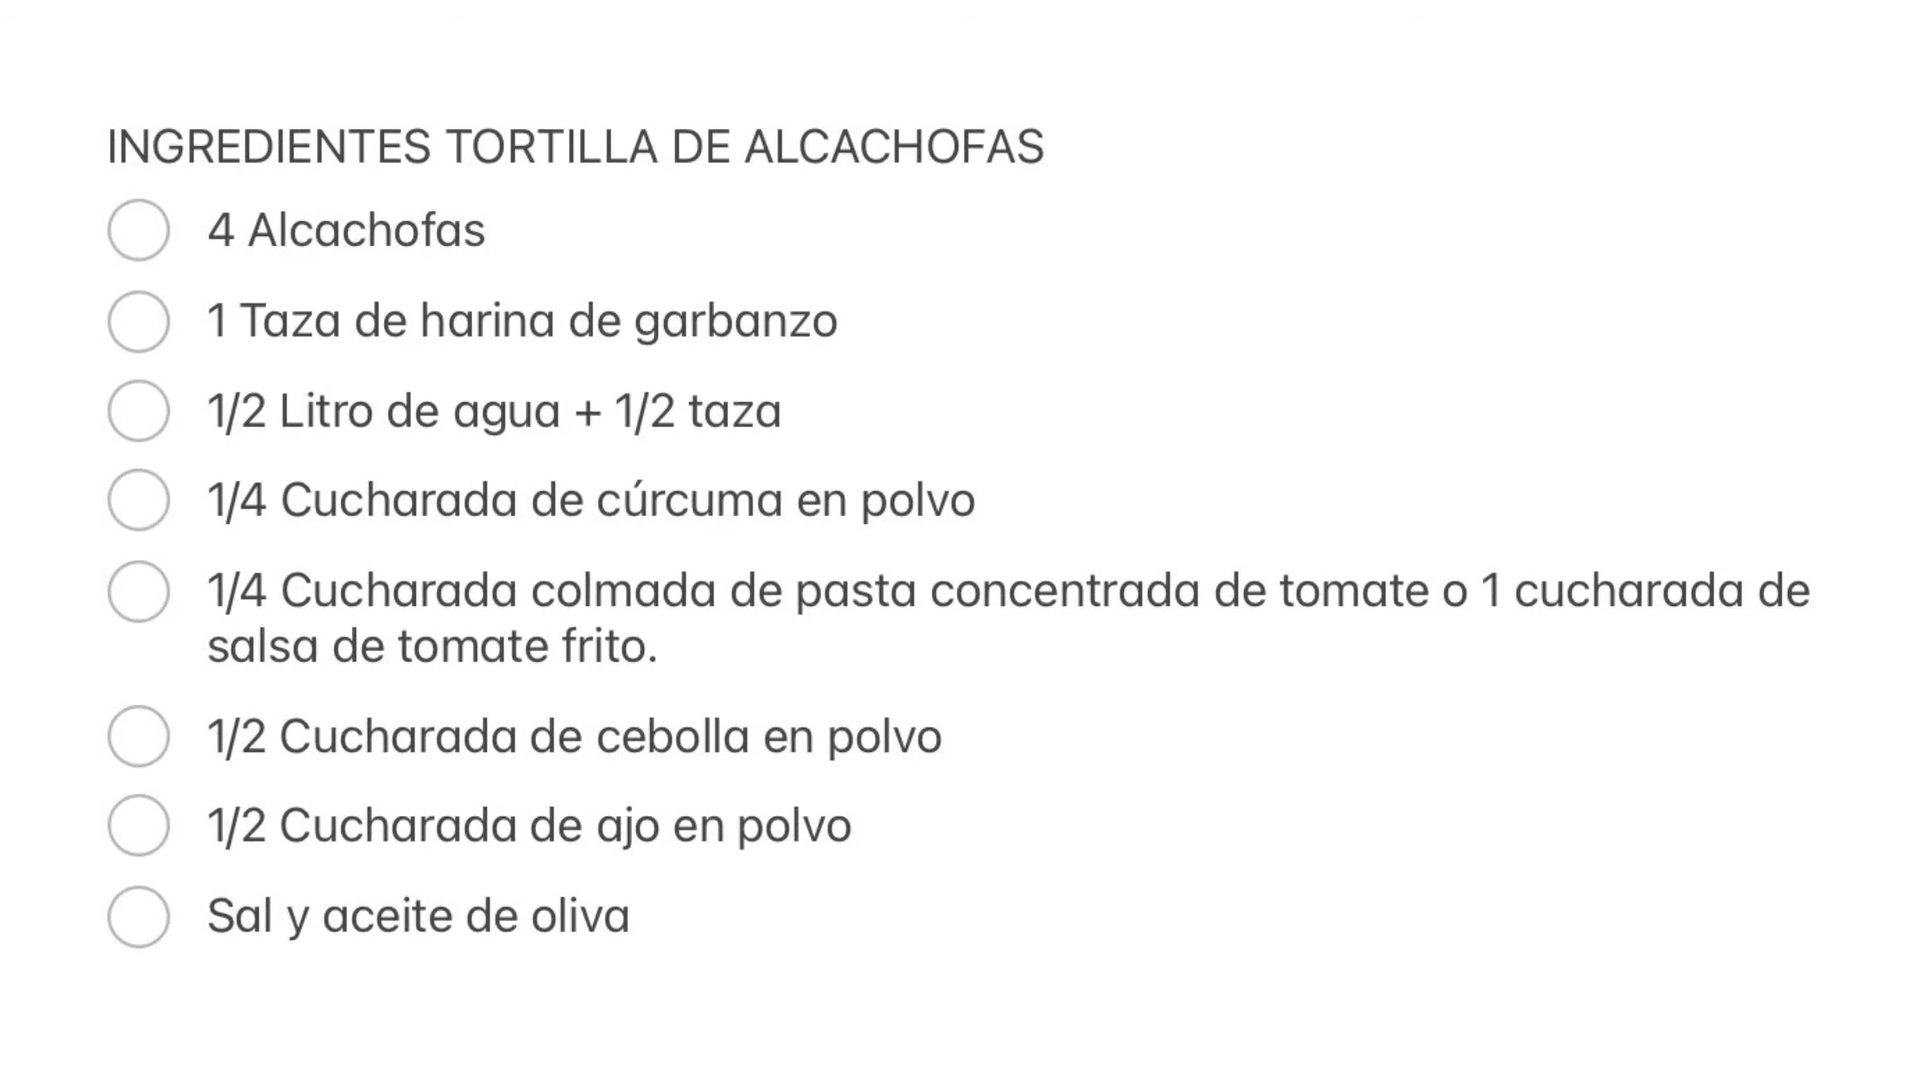 INGREDIENTES TORTILLA DE ALCACHOFAS
4 Alcachofas
1 Taza de harina de garbanzo
1/2 Litro de agua + 1/2 taza
1/4 Cucharada de cúrcuma en polvo
1/4 Cucharada colmada de pasta concentrada de tomate o 1 cucharada de
salsa de tomate frito.
1/2 Cucharada de cebolla en polvo
1/2 Cucharada de ajo en polvo
Sal y aceite de oliva